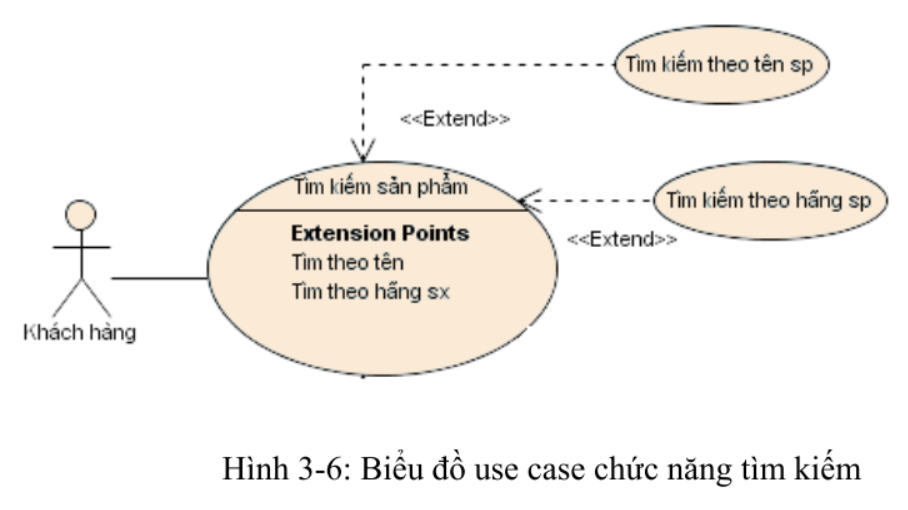 Tìm kiếm theo tên sp
<<Extend>>
Tìm kiếm sản phẩm
Tìm kiếm theo hãng sp
Extension Points
<<Extend>>
Tìm theo tên
Tìm theo hãng sx
Khách hàng
Hình 3-6: Biểu đồ use case chức năng tìm kiếm